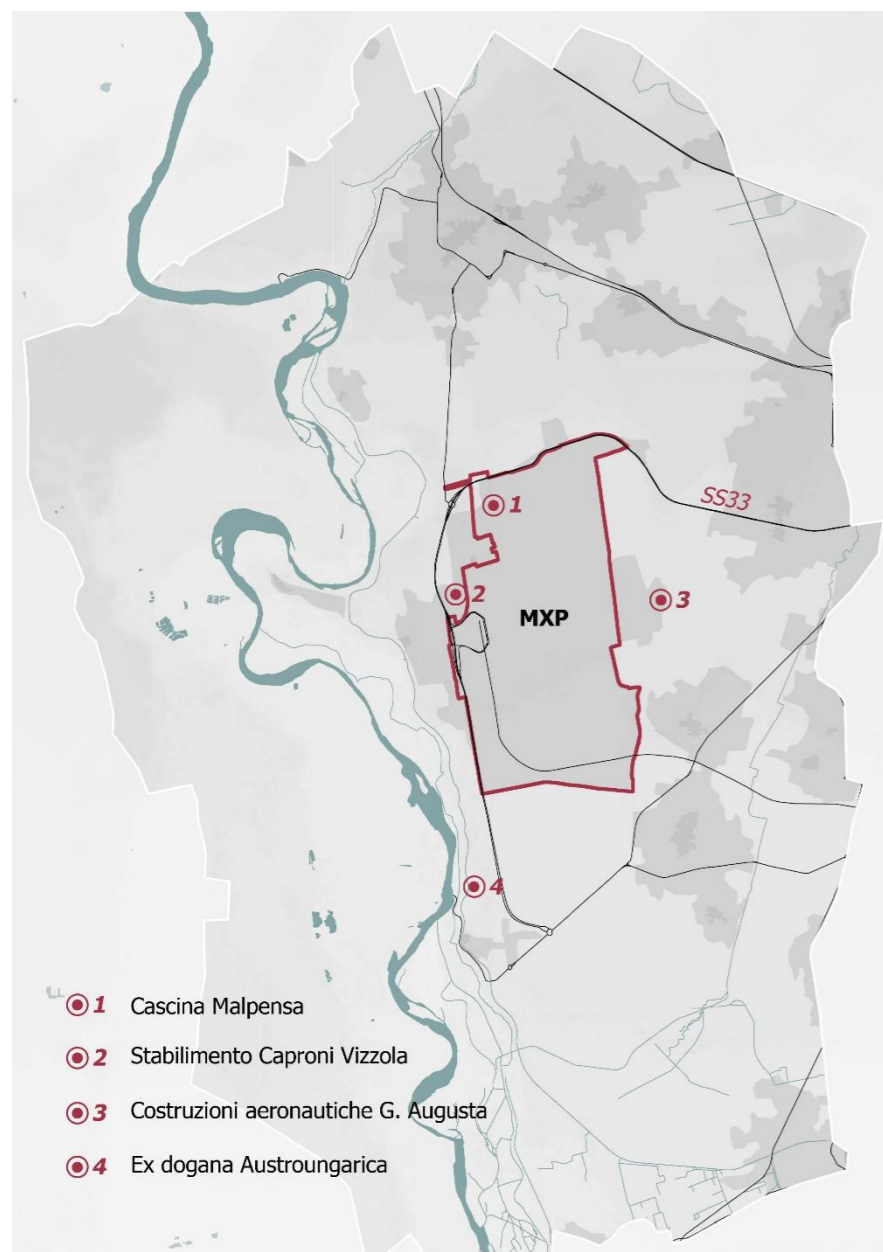 SS33
1
2
MXP
3
4
1 Cascina Malpensa
2 Stabilimento Caproni Vizzola
3 Costruzioni aeronautiche G. Augusta
4 Ex dogana Austroungarica